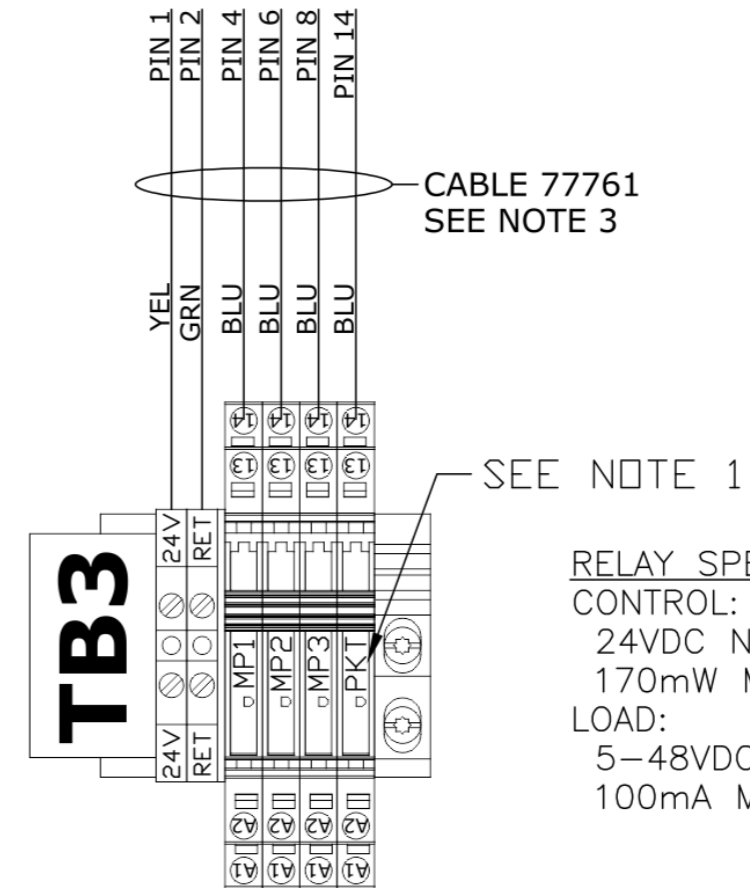 PIN 1
PIN 2
PIN 4
PIN 6
PIN 8
PIN 14
CABLE 77761
SEE NOTE 3
YEL
GRN
BLU
BLU
BLU
BLU
14
14
14
14
13
13
13
13
SEE NOTE 1
24V
RET
TB3
MP1
MP2
MP3
PKT
D
D
D
D
24V
RET
A2
A2
A2
A2
A1
A1
A1
A1
RELAY SPE
CONTROL:
24VDC N
170mW M
LOAD:
5-48VDC
100mA M